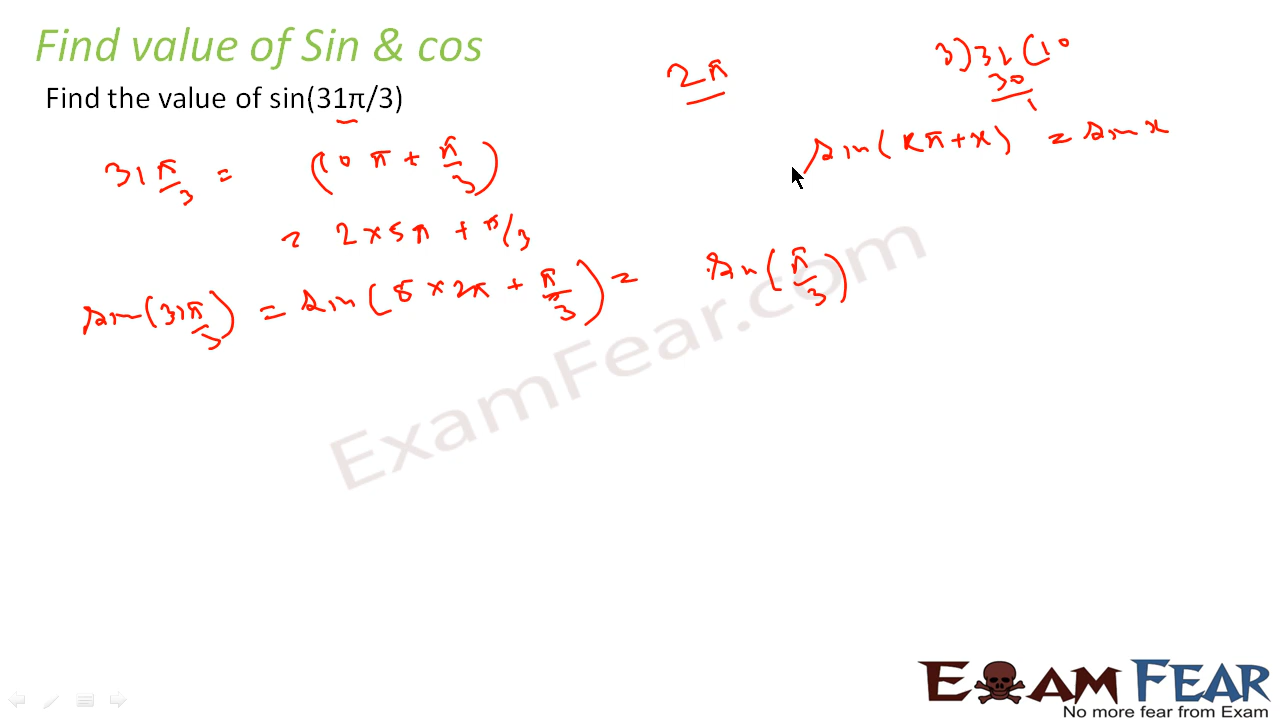 Find value of Sin & cos
Find the value of sin(31π/3)
2π
3)31(10
30
1
sin(2π+x) = sin x
31π/3 = (10π + π/3)
= 2×5π + π/3
sin(31π/3) = sin(5×2π + π/3) = sin(π/3)
ExamFear.com
EXAM FEAR
No more fear from Exam